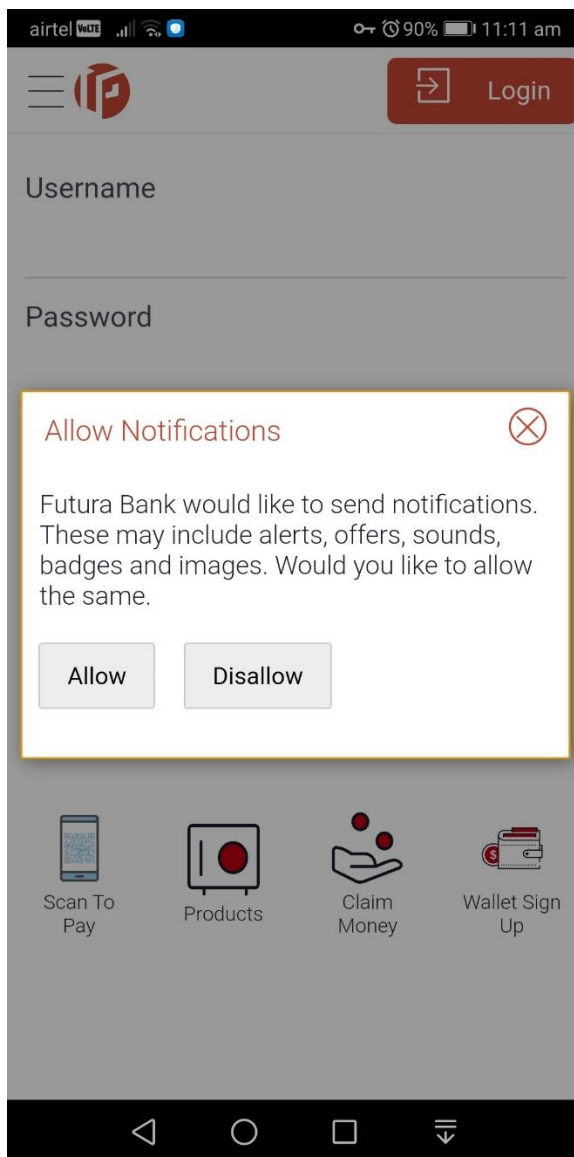 airtel VoLTE 90% 11:11 am
Login
Username
Password
Allow Notifications
Futura Bank would like to send notifications.
These may include alerts, offers, sounds,
badges and images. Would you like to allow
the same.
Allow Disallow
Scan To Pay
Products
Claim Money
Wallet Sign Up